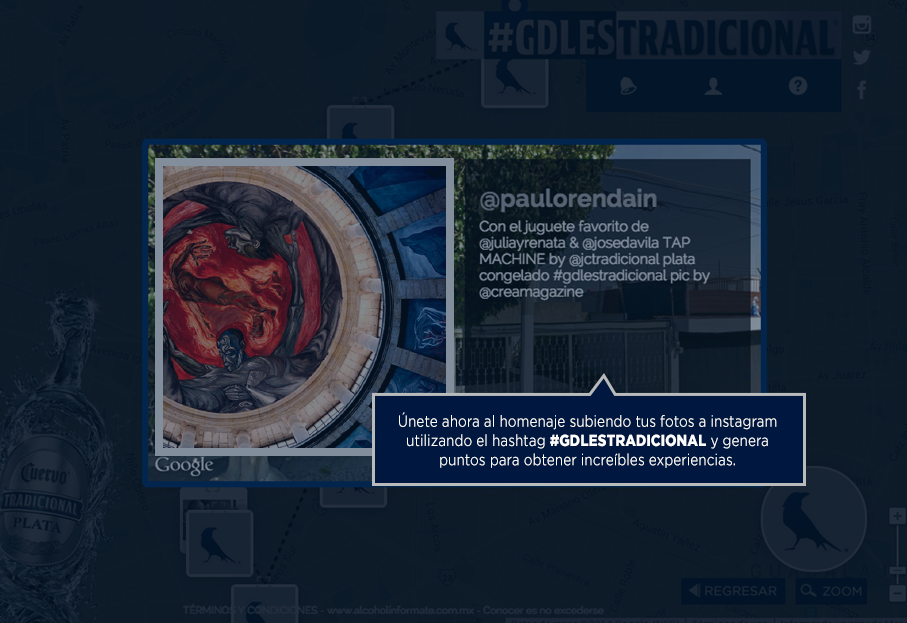 #GDLESTRADICIONAL
@paulorendain
Con el juguete favorito de
@juliayrenata & @josedavila TAP
MACHINE by @jctradicional plata
congelado #gdlestradicional pic by
@creamagazine
Únete ahora al homenaje subiendo tus fotos a instagram
utilizando el hashtag #GDLESTRADICIONAL y genera
puntos para obtener increíbles experiencias.
Google
Cuervo
TRADICIONAL
PLATA
REGRESAR
ZOOM
TÉRMINOS Y CONDICIONES - www.alcoholinformate.com.mx - Conocer es no excederse